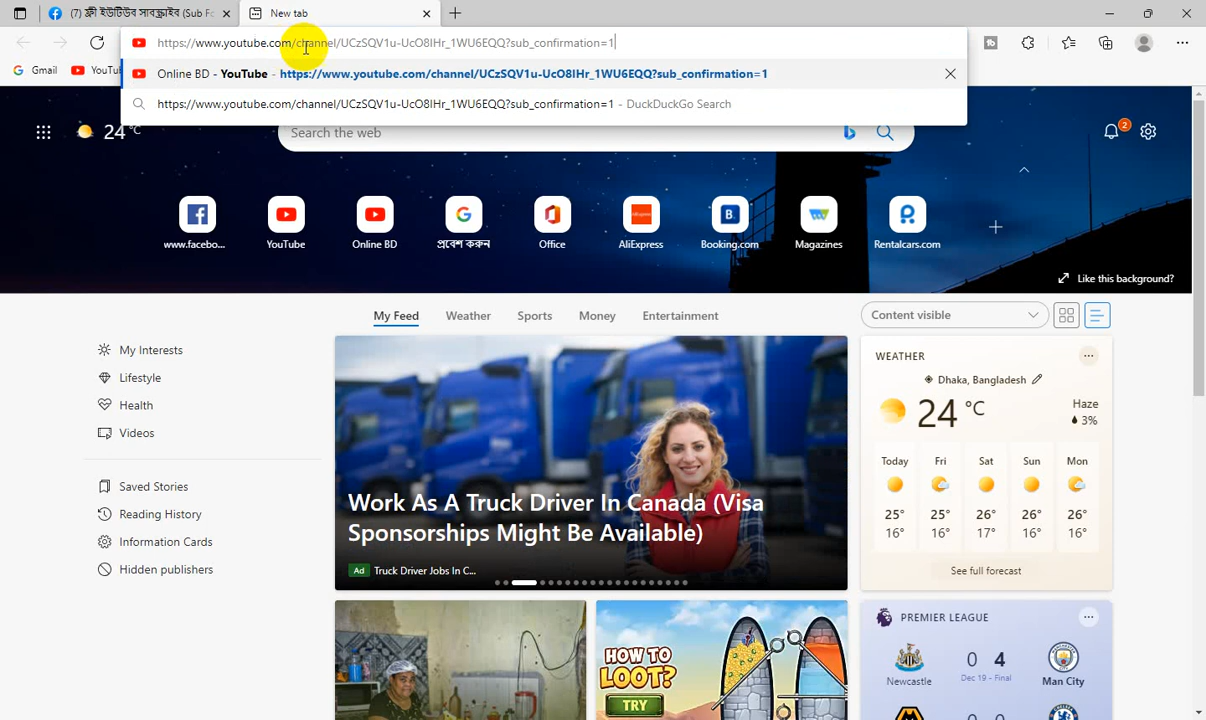 (7) ফ্রী ইউটিউব সাবস্ক্রাইব (Sub Fo
New tab
https://www.youtube.com/channel/UCzSQV1u-UcO8IHr_1WU6EQQ?sub_confirmation=1
Gmail
YouTu
Online BD - YouTube - https://www.youtube.com/channel/UCzSQV1u-UcO8IHr_1WU6EQQ?sub_confirmation=1
https://www.youtube.com/channel/UCzSQV1u-UcO8IHr_1WU6EQQ?sub_confirmation=1 - DuckDuckGo Search
24 °C
Search the web
2
www.facebo...
YouTube
Online BD
প্রবেশ করুন
Office
AliExpress
Booking.com
Magazines
Rentalcars.com
Like this background?
My Feed
Weather
Sports
Money
Entertainment
Content visible
My Interests
Lifestyle
Health
Videos
Saved Stories
Reading History
Information Cards
Hidden publishers
Work As A Truck Driver In Canada (Visa
Sponsorships Might Be Available)
Ad Truck Driver Jobs In C...
WEATHER
Dhaka, Bangladesh
24 °C
Haze
3%
Today Fri Sat Sun Mon
25° 25° 26° 26° 26°
16° 16° 17° 16° 16°
See full forecast
HOW TO
LOOT?
TRY
PREMIER LEAGUE
0 4
Dec 19 - Final
Newcastle
Man City